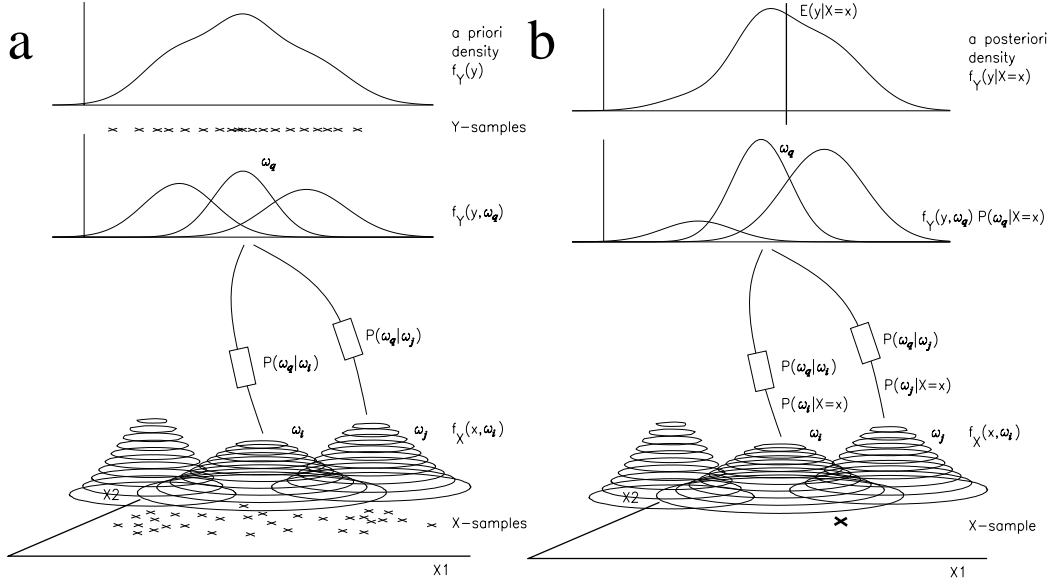 a
a priori
density
f_Y(y)
Y-samples
ω_q
f_Y(y,ω_q)
P(ω_q|ω_j)
P(ω_q|ω_i)
ω_i
ω_j
f_X(x,ω_i)
X2
X-samples
X1
b
E(y|X=x)
a posteriori
density
f_Y(y|X=x)
ω_q
f_Y(y,ω_q) P(ω_q|X=x)
P(ω_q|ω_j)
P(ω_q|ω_i)
P(ω_j|X=x)
P(ω_i|X=x)
ω_i
ω_j
f_X(x,ω_i)
X2
X-sample
X1